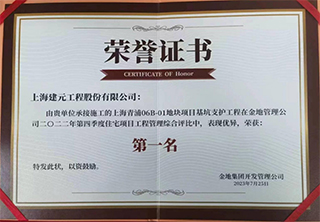 荣誉证书
CERTIFICATE OF Honor
上海建元工程股份有限公司：
由贵单位承接施工的上海青浦06B-01地块项目基坑支护工程在金地管理公
司二〇二二年第四季度住宅项目工程管理综合评比中，表现优异，荣获：
第一名
特发此状，以资鼓励。
金地集团开发管理公司
2023年7月25日